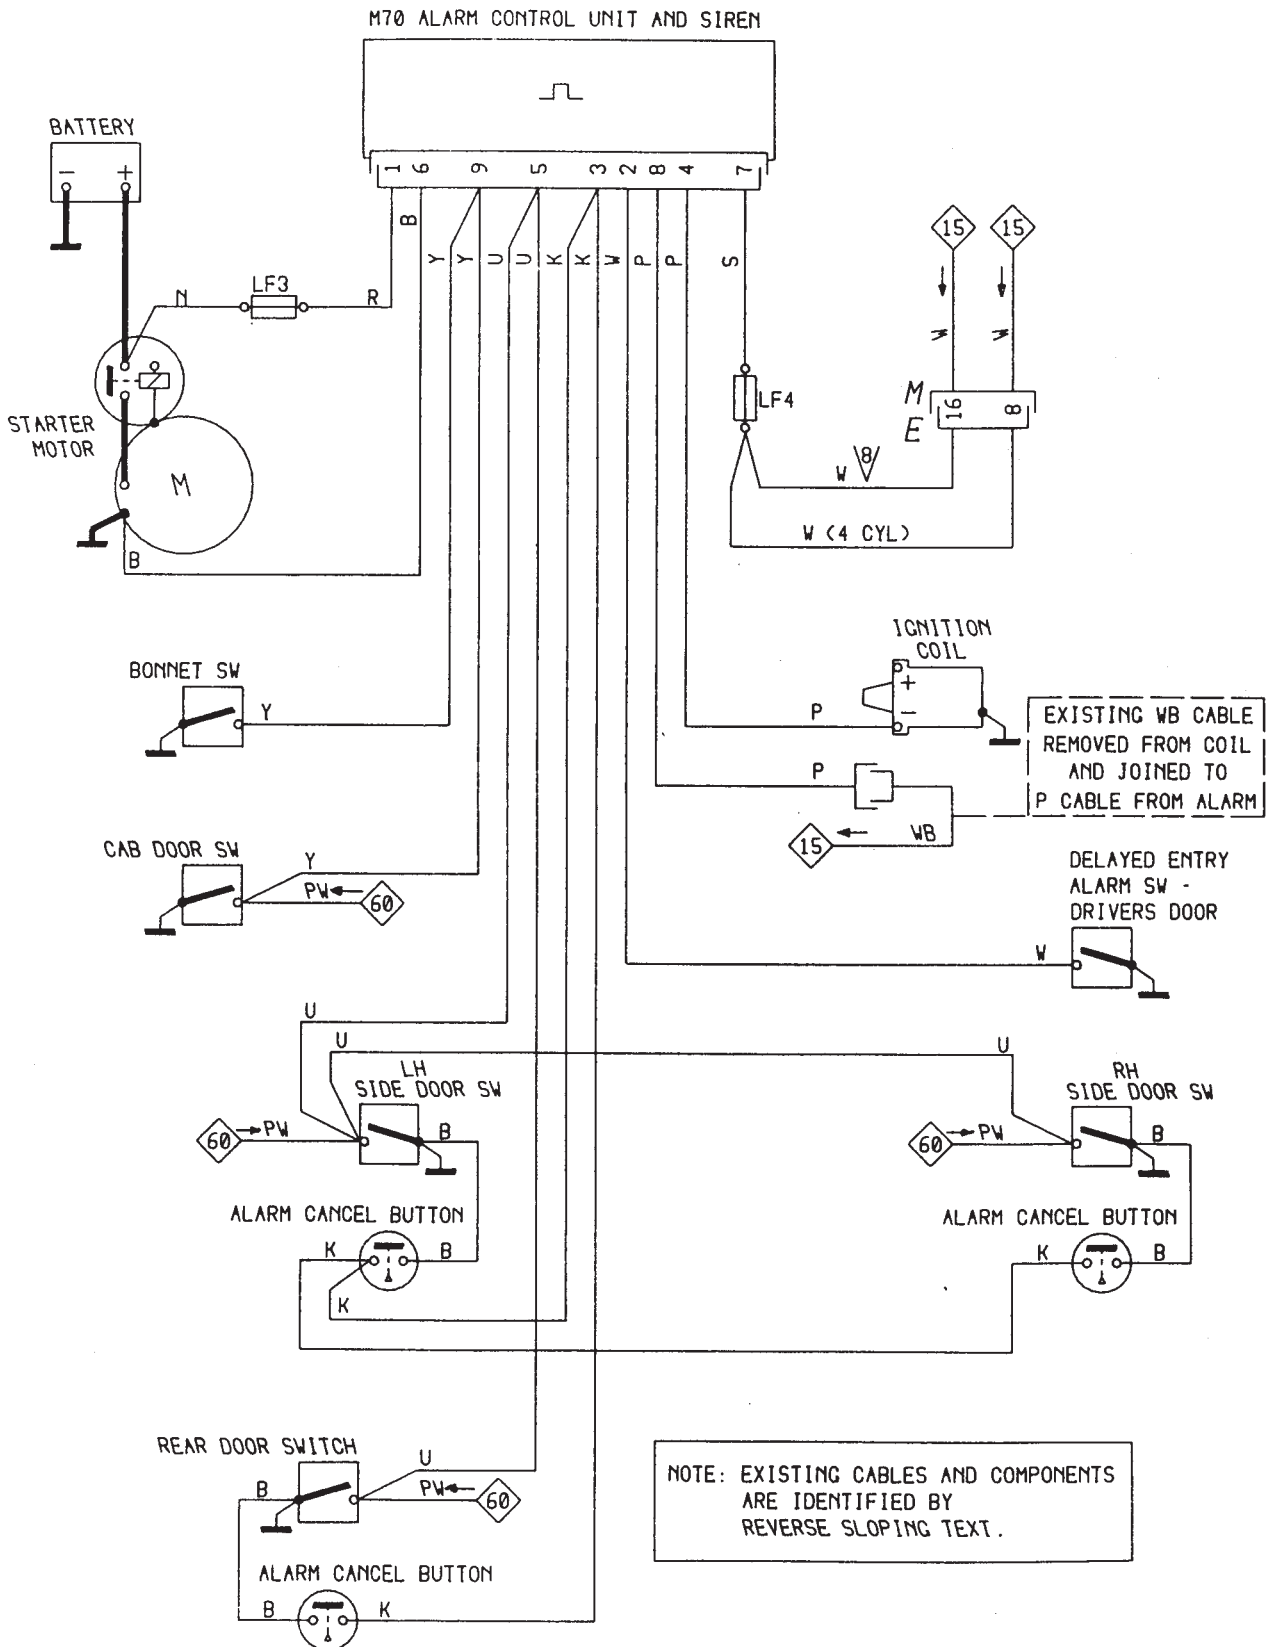 M70 ALARM CONTROL UNIT AND SIREN
BATTERY
- +
1 6 9 5 3 2 8 4 7
B
Y Y U U K K W P P S
15 15
W W
LF3
N R
STARTER
MOTOR
M
B
LF4
M
E
16 8
W 8
W (4 CYL)
IGNITION
COIL
+
-
P
EXISTING WB CABLE
REMOVED FROM COIL
AND JOINED TO
P CABLE FROM ALARM
BONNET SW
Y
P
WB
15
CAB DOOR SW
Y
PW
60
DELAYED ENTRY
ALARM SW -
DRIVERS DOOR
W
U
U U
LH
SIDE DOOR SW
60 PW B
RH
SIDE DOOR SW
60 PW B
ALARM CANCEL BUTTON
K B
K
ALARM CANCEL BUTTON
K B
REAR DOOR SWITCH
U
B PW 60
ALARM CANCEL BUTTON
B K
NOTE: EXISTING CABLES AND COMPONENTS
ARE IDENTIFIED BY
REVERSE SLOPING TEXT.